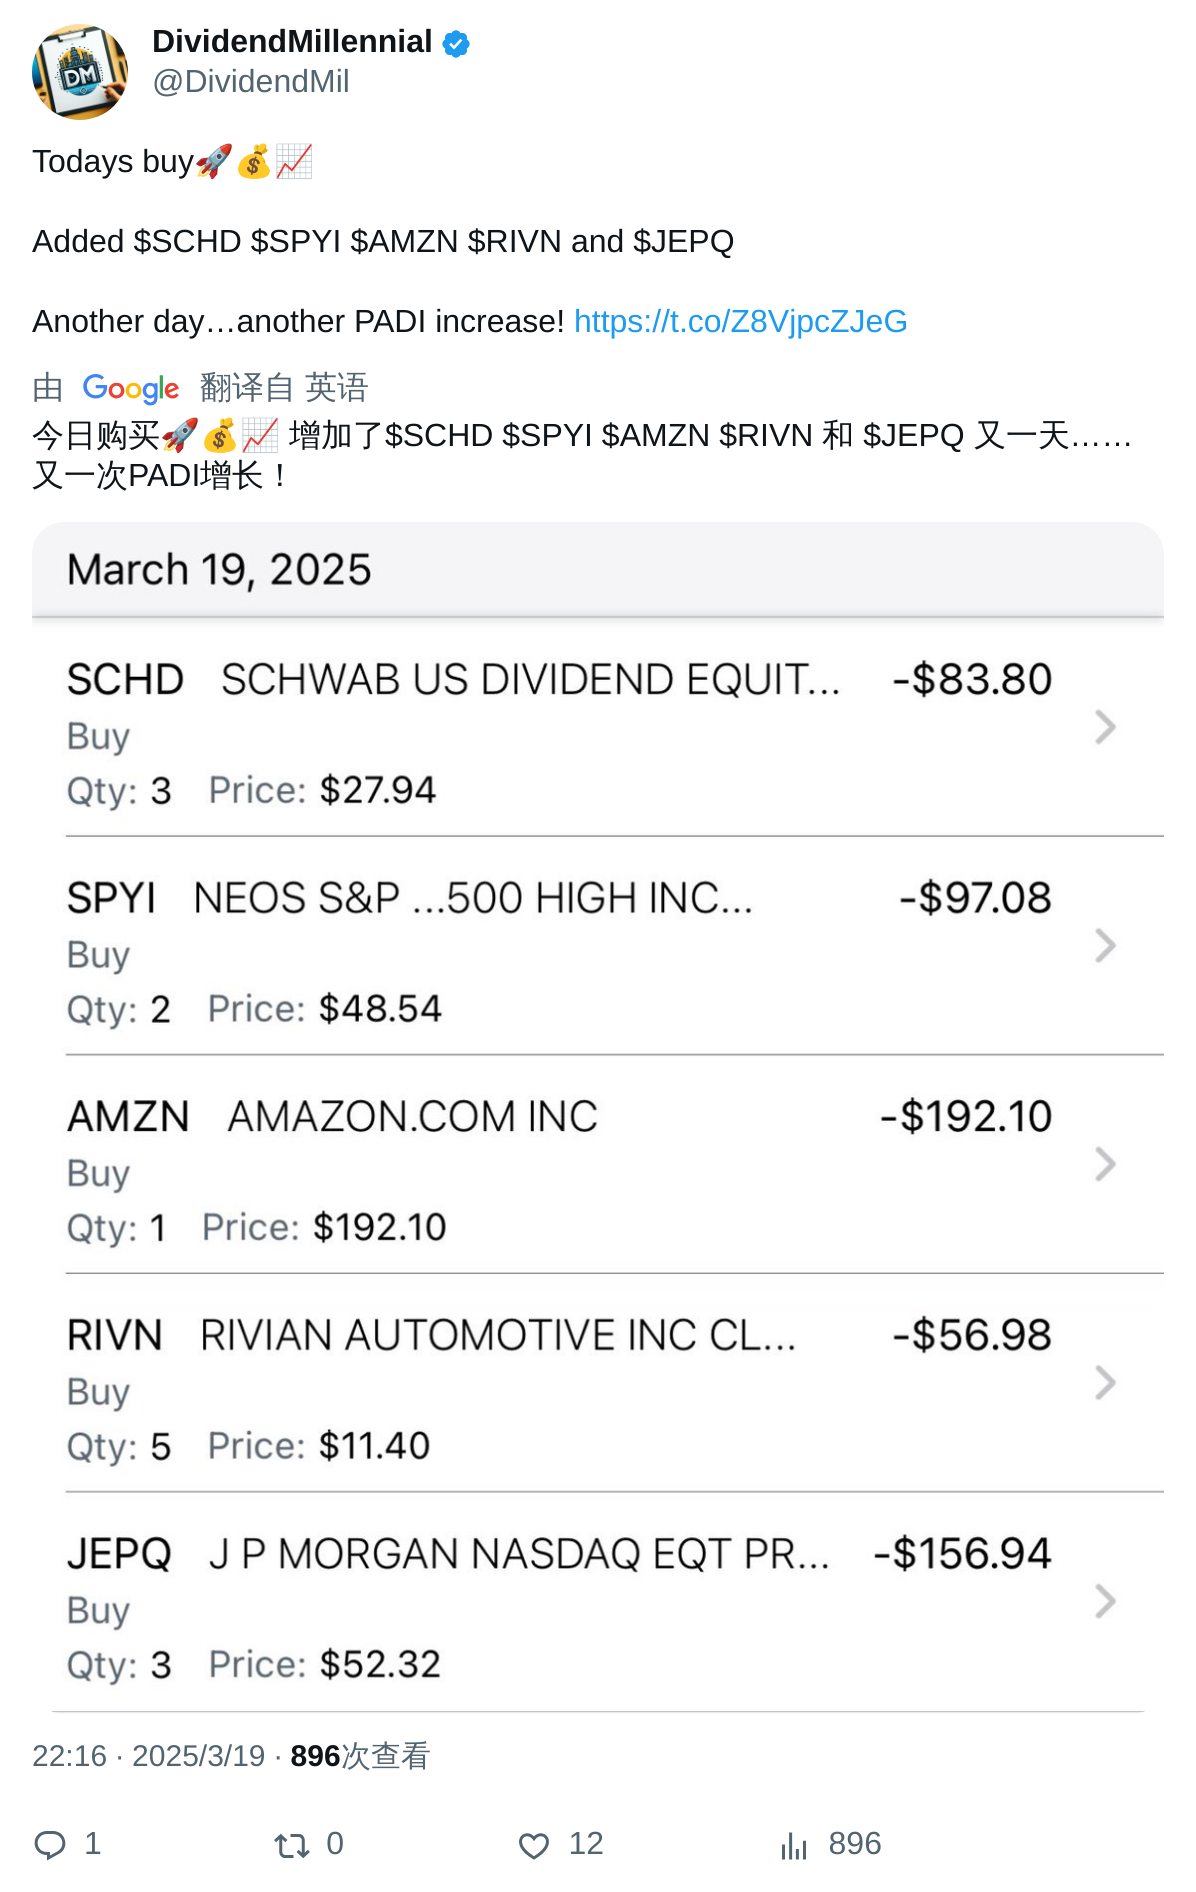 DividendMillennial
@DividendMil
Todays buy🚀💰📈
Added $SCHD $SPYI $AMZN $RIVN and $JEPQ
Another day…another PADI increase! https://t.co/Z8VjpcZJeG
由 Google 翻译自 英语
今日购买🚀💰📈 增加了$SCHD $SPYI $AMZN $RIVN 和 $JEPQ 又一天……
又一次PADI增长！
March 19, 2025
SCHD SCHWAB US DIVIDEND EQUIT... -$83.80
Buy
Qty: 3 Price: $27.94
SPYI NEOS S&P ...500 HIGH INC... -$97.08
Buy
Qty: 2 Price: $48.54
AMZN AMAZON.COM INC -$192.10
Buy
Qty: 1 Price: $192.10
RIVN RIVIAN AUTOMOTIVE INC CL... -$56.98
Buy
Qty: 5 Price: $11.40
JEPQ J P MORGAN NASDAQ EQT PR... -$156.94
Buy
Qty: 3 Price: $52.32
22:16 · 2025/3/19 · 896次查看
1 0 12 896